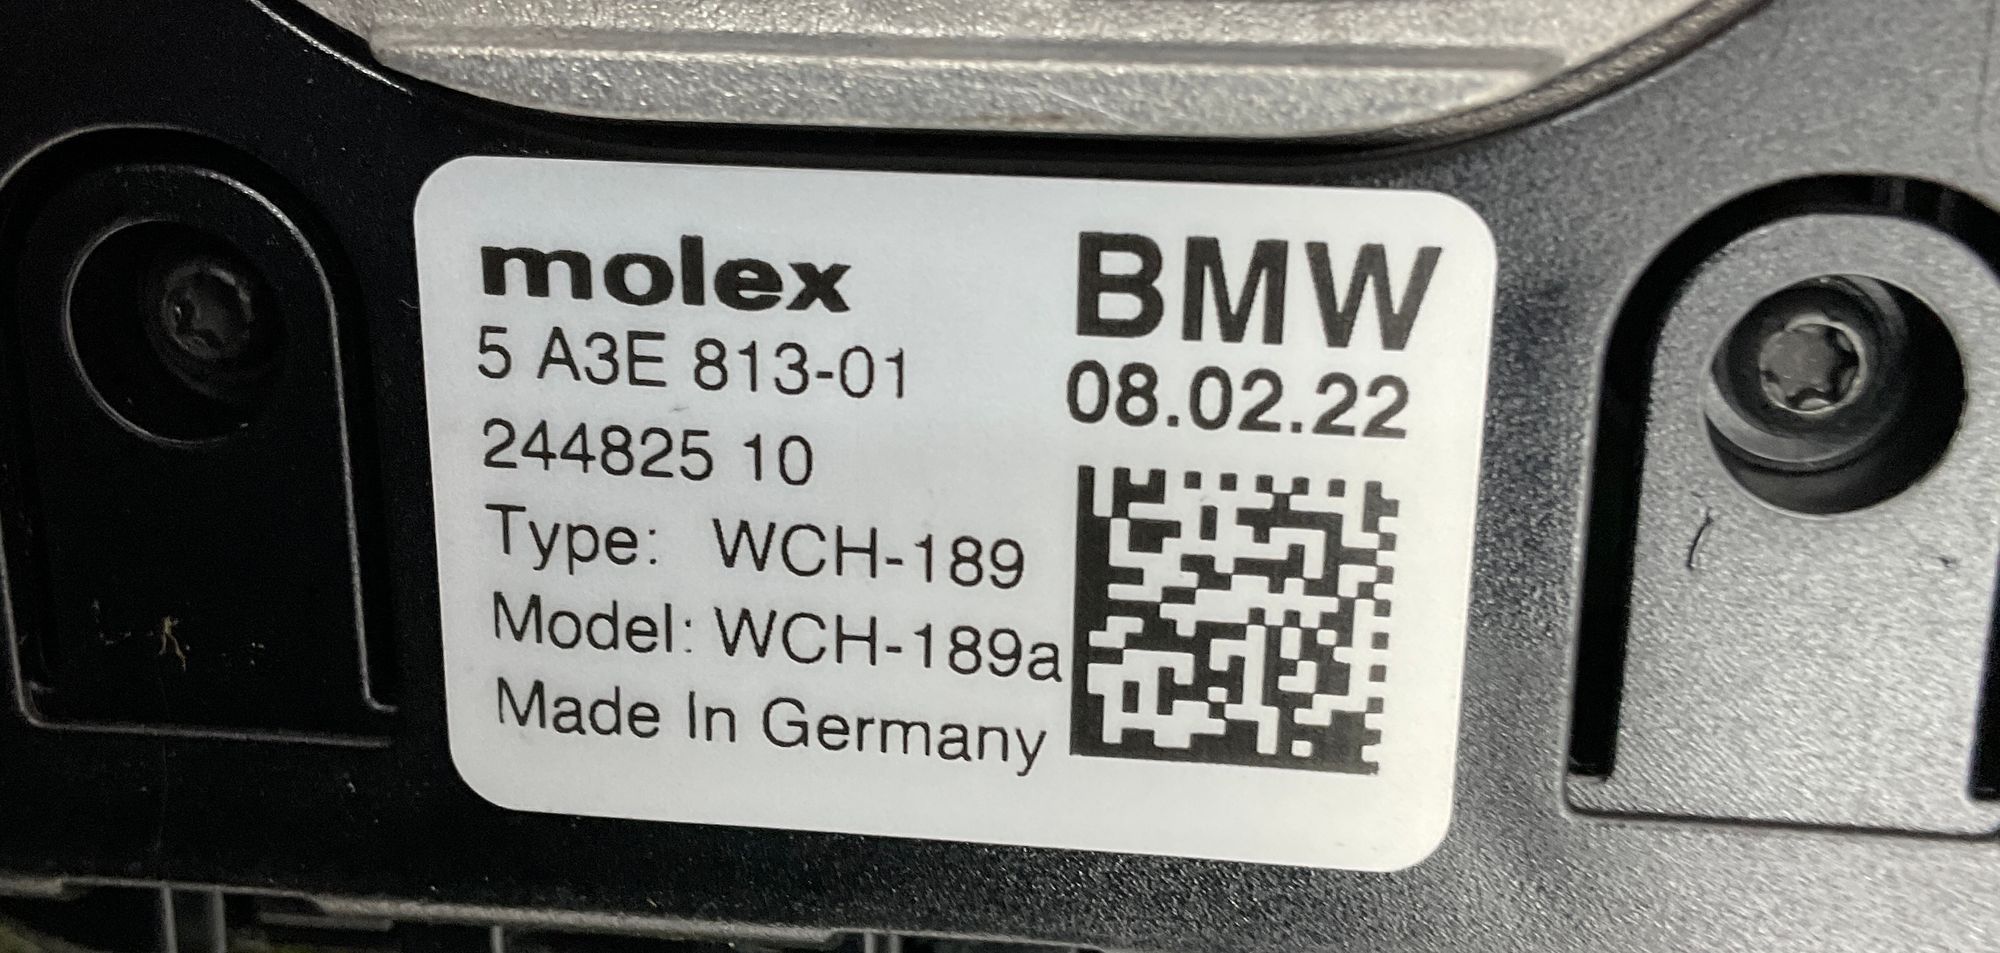 molex
5 A3E 813-01
244825 10
Type: WCH-189
Model: WCH-189a
Made In Germany
BMW
08.02.22